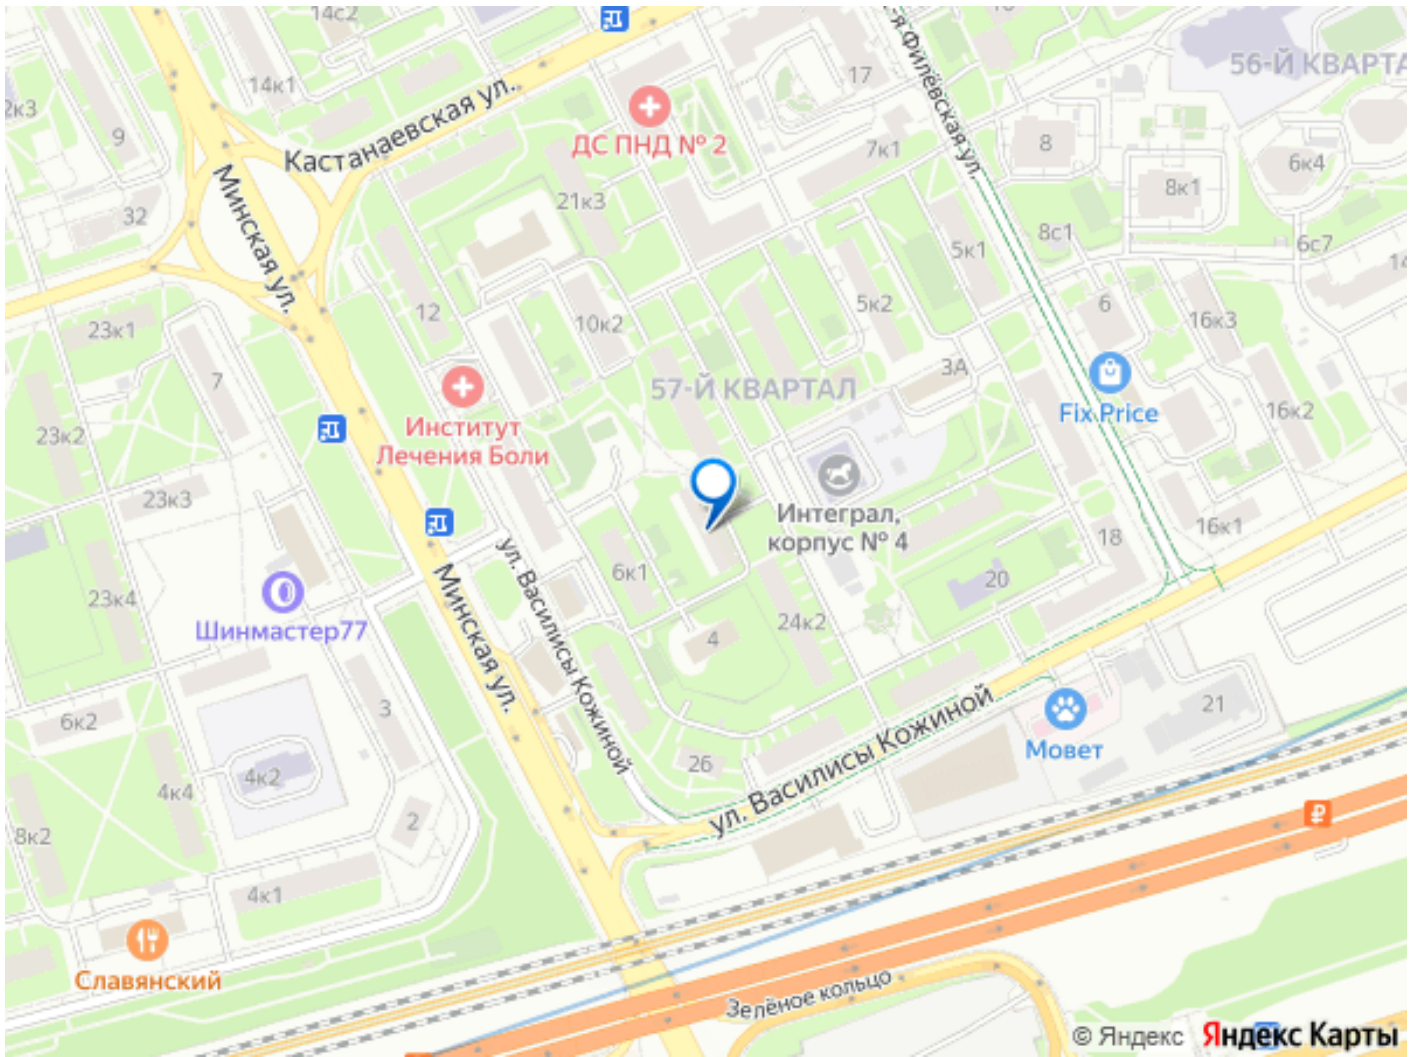 14с2
14к1
2к3
9
32
Кастанаевская ул.
Минская ул.
17
ДС ПНД № 2
21к3
7к1
-я Филёвская ул.
56-Й КВАРТА
8
8к1
6к4
8с1
6с7
14
5к1
5к2
12
10к2
23к1
7
3А
6
16к3
57-Й КВАРТАЛ
Fix Price
16к2
23к2
Институт
Лечения Боли
23к3
Интеграл,
корпус № 4
16к1
18
20
ул. Василисы Кожиной
6к1
23к4
Шинмастер77
Минская ул.
24к2
4
6к2
3
21
Мовет
26
ул. Василисы Кожиной
4к2
4к4
2
8к2
4к1
Славянский
Зелёное кольцо
© Яндекс Яндекс Карты